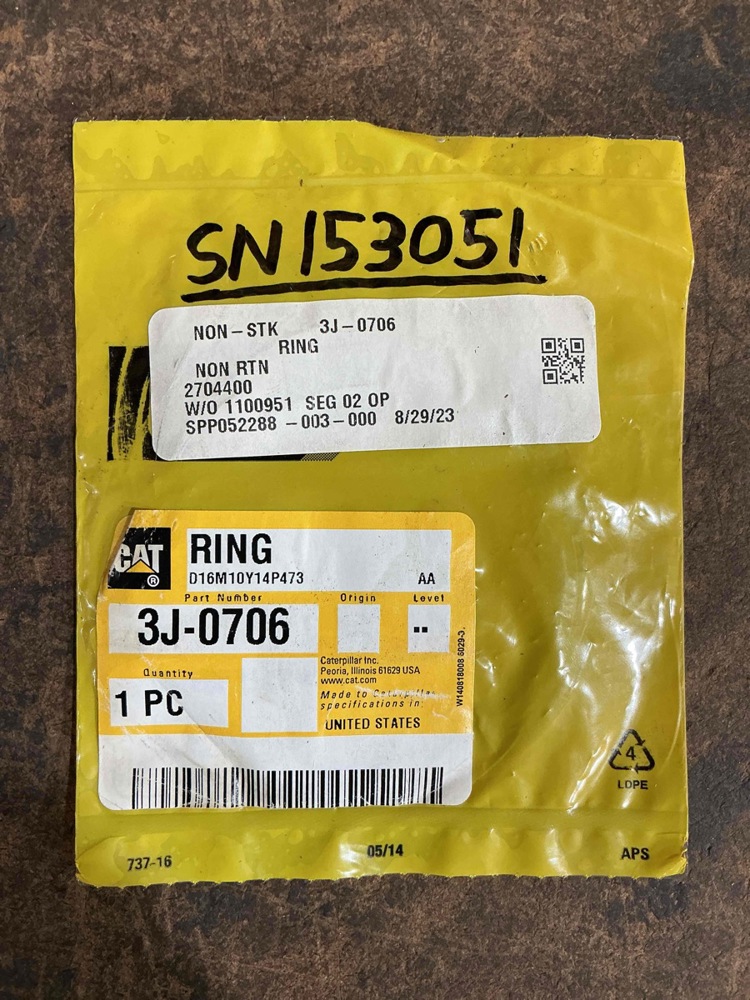 SN153051
NON-STK 3J-0706
RING
NON RTN
2704400
W/O 1100951 SEG 02 OP
SPP052288 -003-000 8/29/23
CAT
®
RING
D16M10Y14P473 AA
Part Number Origin Level
3J-0706 --
Quantity
1 PC
Caterpillar Inc.
Peoria, Illinois 61629 USA
www.cat.com
Made to Caterpillar
specifications in:
UNITED STATES
W140818008 6029-3.
4
LDPE
737-16 05/14 APS